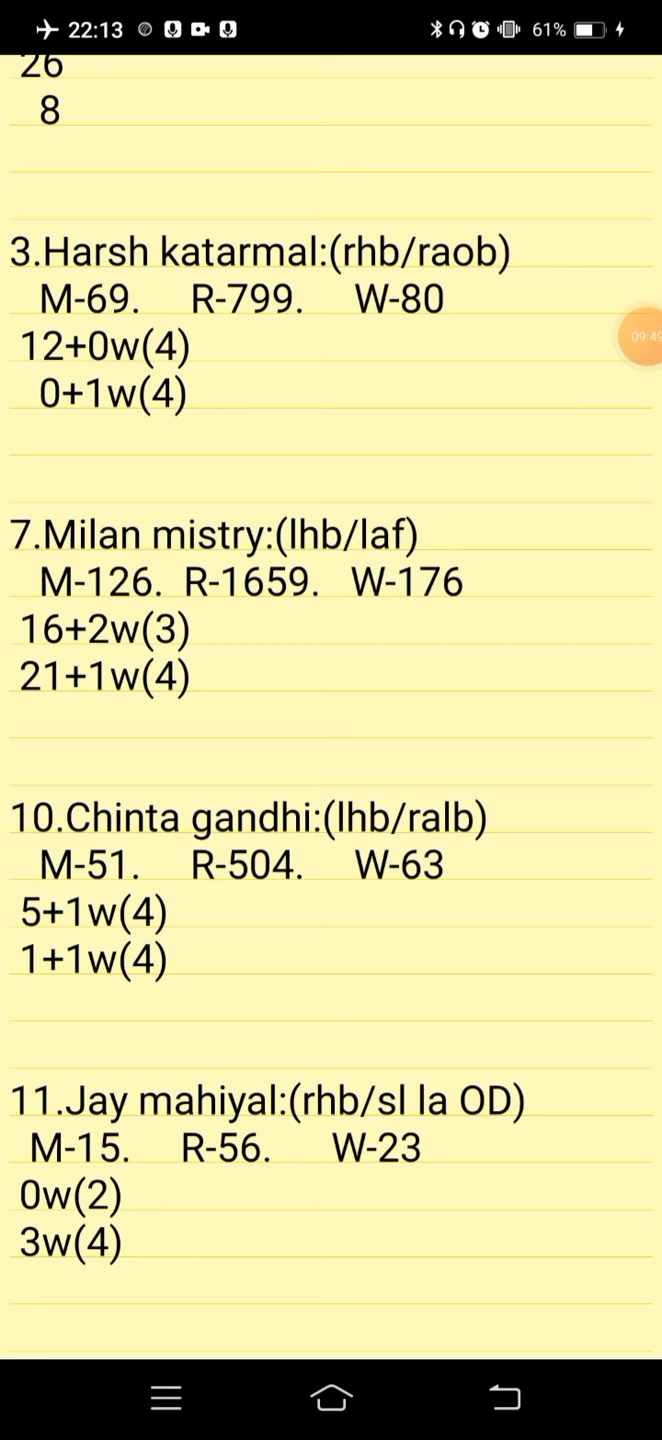 22:13
61%
26
8
3.Harsh katarmal:(rhb/raob)
M-69. R-799. W-80
09:49
12+0w(4)
0+1w(4)
7.Milan mistry:(lhb/laf)
M-126. R-1659. W-176
16+2w(3)
21+1w(4)
10.Chinta gandhi:(lhb/ralb)
M-51. R-504. W-63
5+1w(4)
1+1w(4)
11.Jay mahiyal:(rhb/sl la OD)
M-15. R-56. W-23
0w(2)
3w(4)